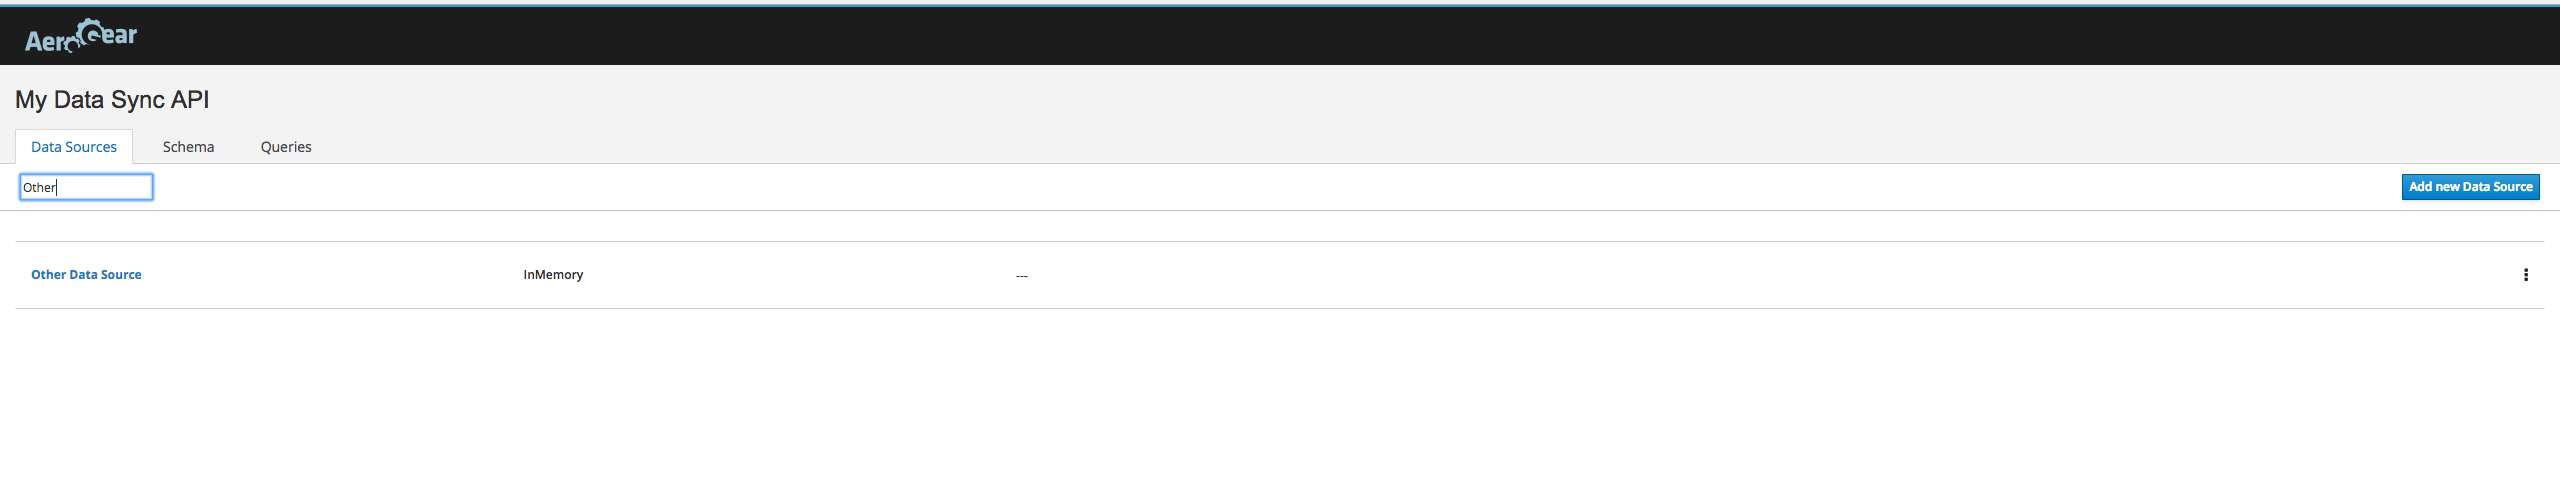 AeroGear
My Data Sync API
Data Sources Schema Queries
Other Add new Data Source
Other Data Source InMemory ---